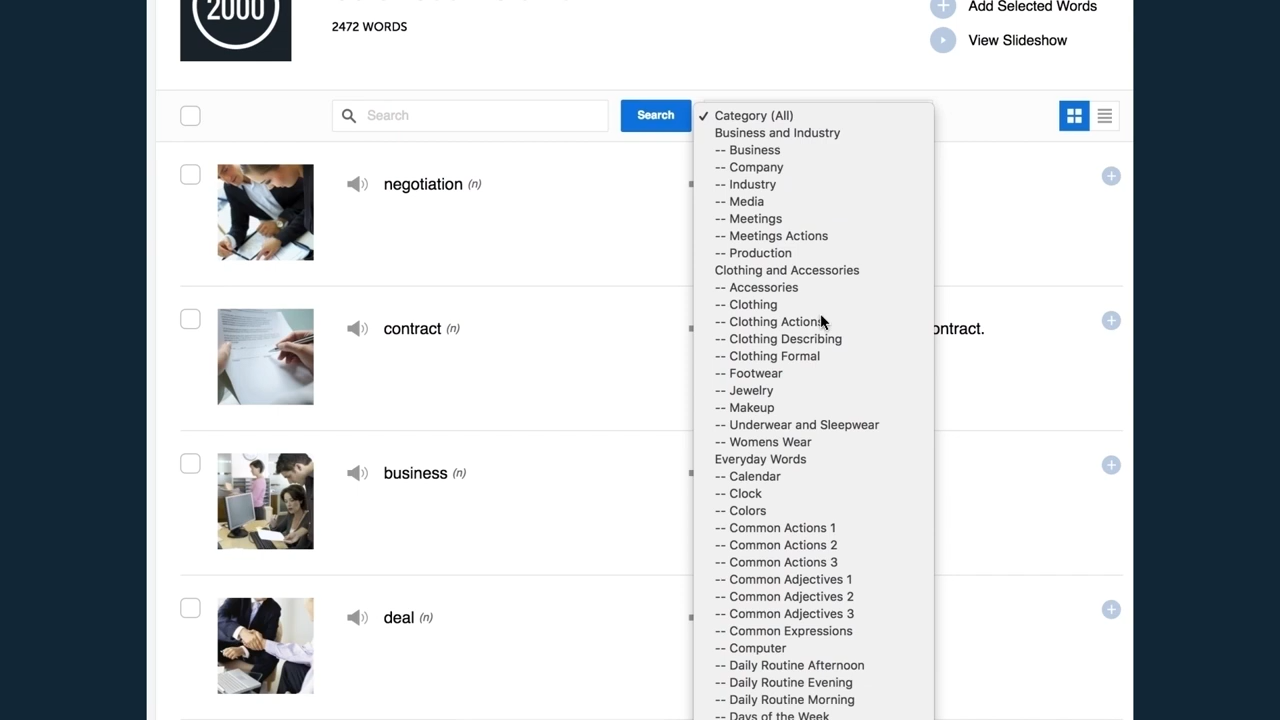 2000
2472 WORDS
Add Selected Words
View Slideshow
Search
Search
✓ Category (All)
Business and Industry
-- Business
-- Company
-- Industry
-- Media
-- Meetings
-- Meetings Actions
-- Production
Clothing and Accessories
-- Accessories
-- Clothing
-- Clothing Actions
-- Clothing Describing
-- Clothing Formal
-- Footwear
-- Jewelry
-- Makeup
-- Underwear and Sleepwear
-- Womens Wear
Everyday Words
-- Calendar
-- Clock
-- Colors
-- Common Actions 1
-- Common Actions 2
-- Common Actions 3
-- Common Adjectives 1
-- Common Adjectives 2
-- Common Adjectives 3
-- Common Expressions
-- Computer
-- Daily Routine Afternoon
-- Daily Routine Evening
-- Daily Routine Morning
-- Days of the Week
negotiation (n)
contract (n)
ontract.
business (n)
deal (n)